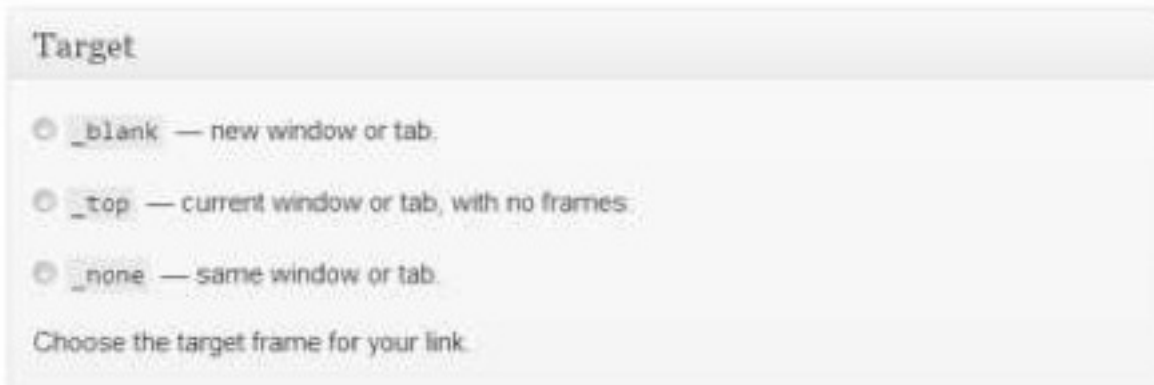 Target
_blank — new window or tab.
_top — current window or tab, with no frames.
_none — same window or tab.
Choose the target frame for your link.